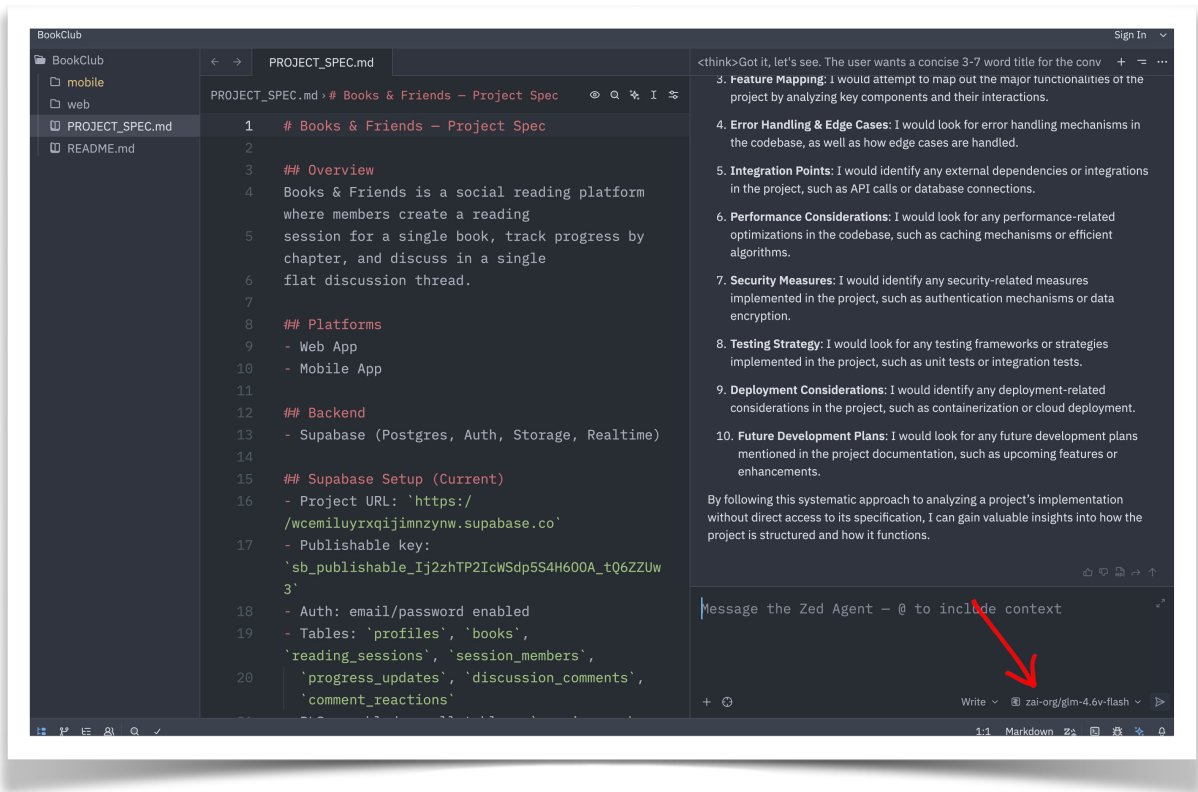 BookClub
Sign In
BookClub
mobile
web
PROJECT_SPEC.md
README.md
PROJECT_SPEC.md
PROJECT_SPEC.md › # Books & Friends — Project Spec
1 # Books & Friends — Project Spec
2
3 ## Overview
4 Books & Friends is a social reading platform
where members create a reading
5 session for a single book, track progress by
chapter, and discuss in a single
6 flat discussion thread.
7
8 ## Platforms
9 - Web App
10 - Mobile App
11
12 ## Backend
13 - Supabase (Postgres, Auth, Storage, Realtime)
14
15 ## Supabase Setup (Current)
16 - Project URL: `https:/
/wcemiluyrxqijimnzynw.supabase.co`
17 - Publishable key:
`sb_publishable_Ij2zhTP2IcWSdp5S4H6OOA_tQ6ZZUw
3`
18 - Auth: email/password enabled
19 - Tables: `profiles`, `books`,
`reading_sessions`, `session_members`,
20 `progress_updates`, `discussion_comments`,
`comment_reactions`
<think>Got it, let's see. The user wants a concise 3-7 word title for the conv
3. Feature Mapping: I would attempt to map out the major functionalities of the
project by analyzing key components and their interactions.
4. Error Handling & Edge Cases: I would look for error handling mechanisms in
the codebase, as well as how edge cases are handled.
5. Integration Points: I would identify any external dependencies or integrations
in the project, such as API calls or database connections.
6. Performance Considerations: I would look for any performance-related
optimizations in the codebase, such as caching mechanisms or efficient
algorithms.
7. Security Measures: I would identify any security-related measures
implemented in the project, such as authentication mechanisms or data
encryption.
8. Testing Strategy: I would look for any testing frameworks or strategies
implemented in the project, such as unit tests or integration tests.
9. Deployment Considerations: I would identify any deployment-related
considerations in the project, such as containerization or cloud deployment.
10. Future Development Plans: I would look for any future development plans
mentioned in the project documentation, such as upcoming features or
enhancements.
By following this systematic approach to analyzing a project's implementation
without direct access to its specification, I can gain valuable insights into how the
project is structured and how it functions.
Message the Zed Agent — @ to include context
Write
zai-org/glm-4.6v-flash
1:1 Markdown